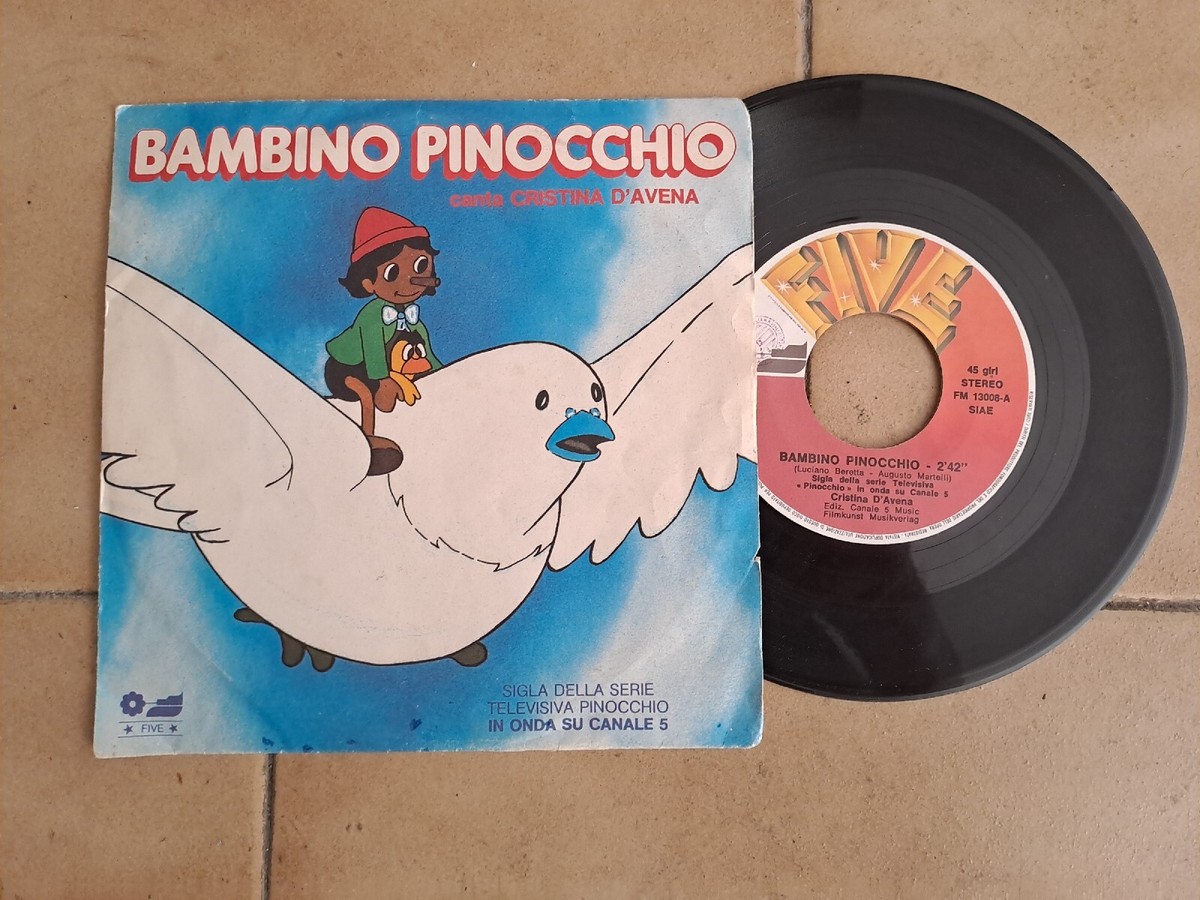 BAMBINO PINOCCHIO
canta CRISTINA D'AVENA
SIGLA DELLA SERIE
TELEVISIVA PINOCCHIO
IN ONDA SU CANALE 5
★ FIVE ★
FIVE
45 giri
STEREO
FM 13008-A
SIAE
BAMBINO PINOCCHIO - 2'42"
(Luciano Beretta - Augusto Martelli)
Sigla della serie Televisiva
«Pinocchio» in onda su Canale 5
Cristina D'Avena
Ediz. Canale 5 Music
Filmkunst Musikverlag